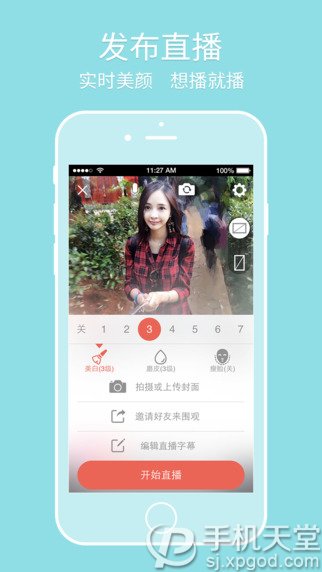 发布直播
实时美颜 想播就播
11:27 AM 100%
关 1 2 3 4 5 6 7
美白(3级) 磨皮(3级) 瘦脸(关)
拍摄或上传封面
邀请好友来围观
编辑直播字幕
开始直播
手机天堂
sj.xpgod.com